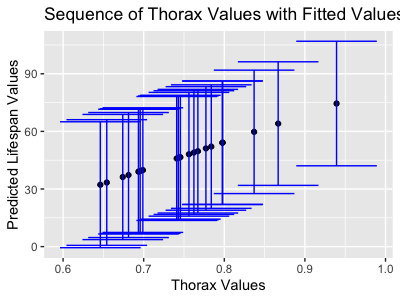 Sequence of Thorax Values with Fitted Values
Predicted Lifespan Values
90
60
30
0
0.6 0.7 0.8 0.9 1.0
Thorax Values